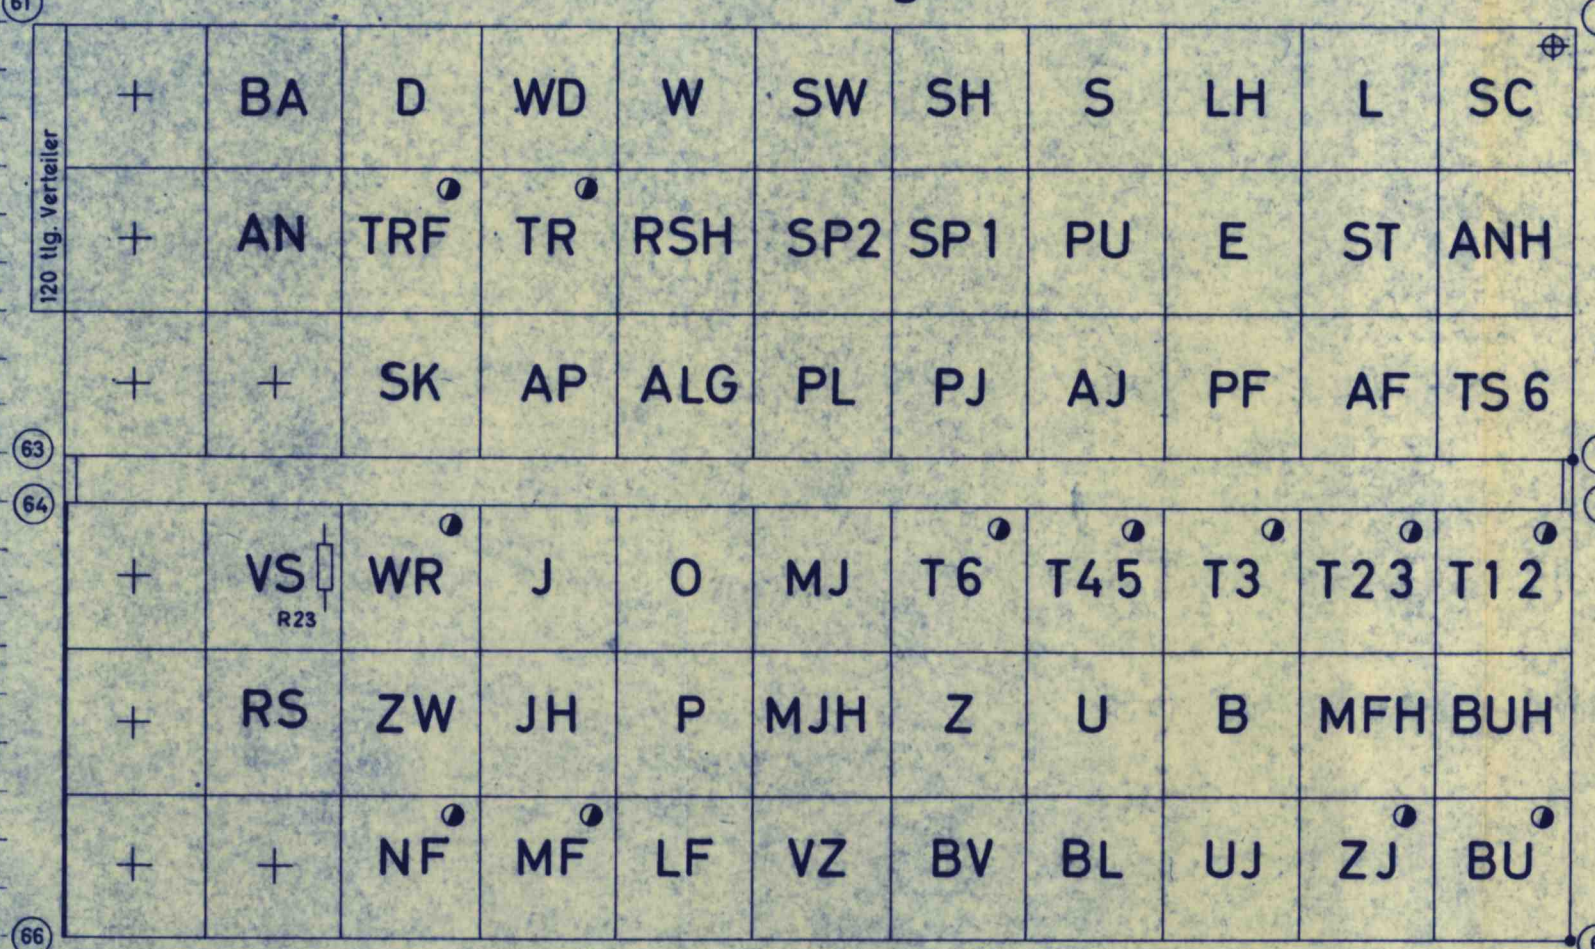 61
+ BA D WD W SW SH S LH L SC
120 tlg. Verteiler
+ AN TRF TR RSH SP2 SP1 PU E ST ANH
+ + SK AP ALG PL PJ AJ PF AF TS 6
63
64
+ VS WR J O MJ T6 T45 T3 T23 T12
R23
+ RS ZW JH P MJH Z U B MFH BUH
+ + NF MF LF VZ BV BL UJ ZJ BU
66